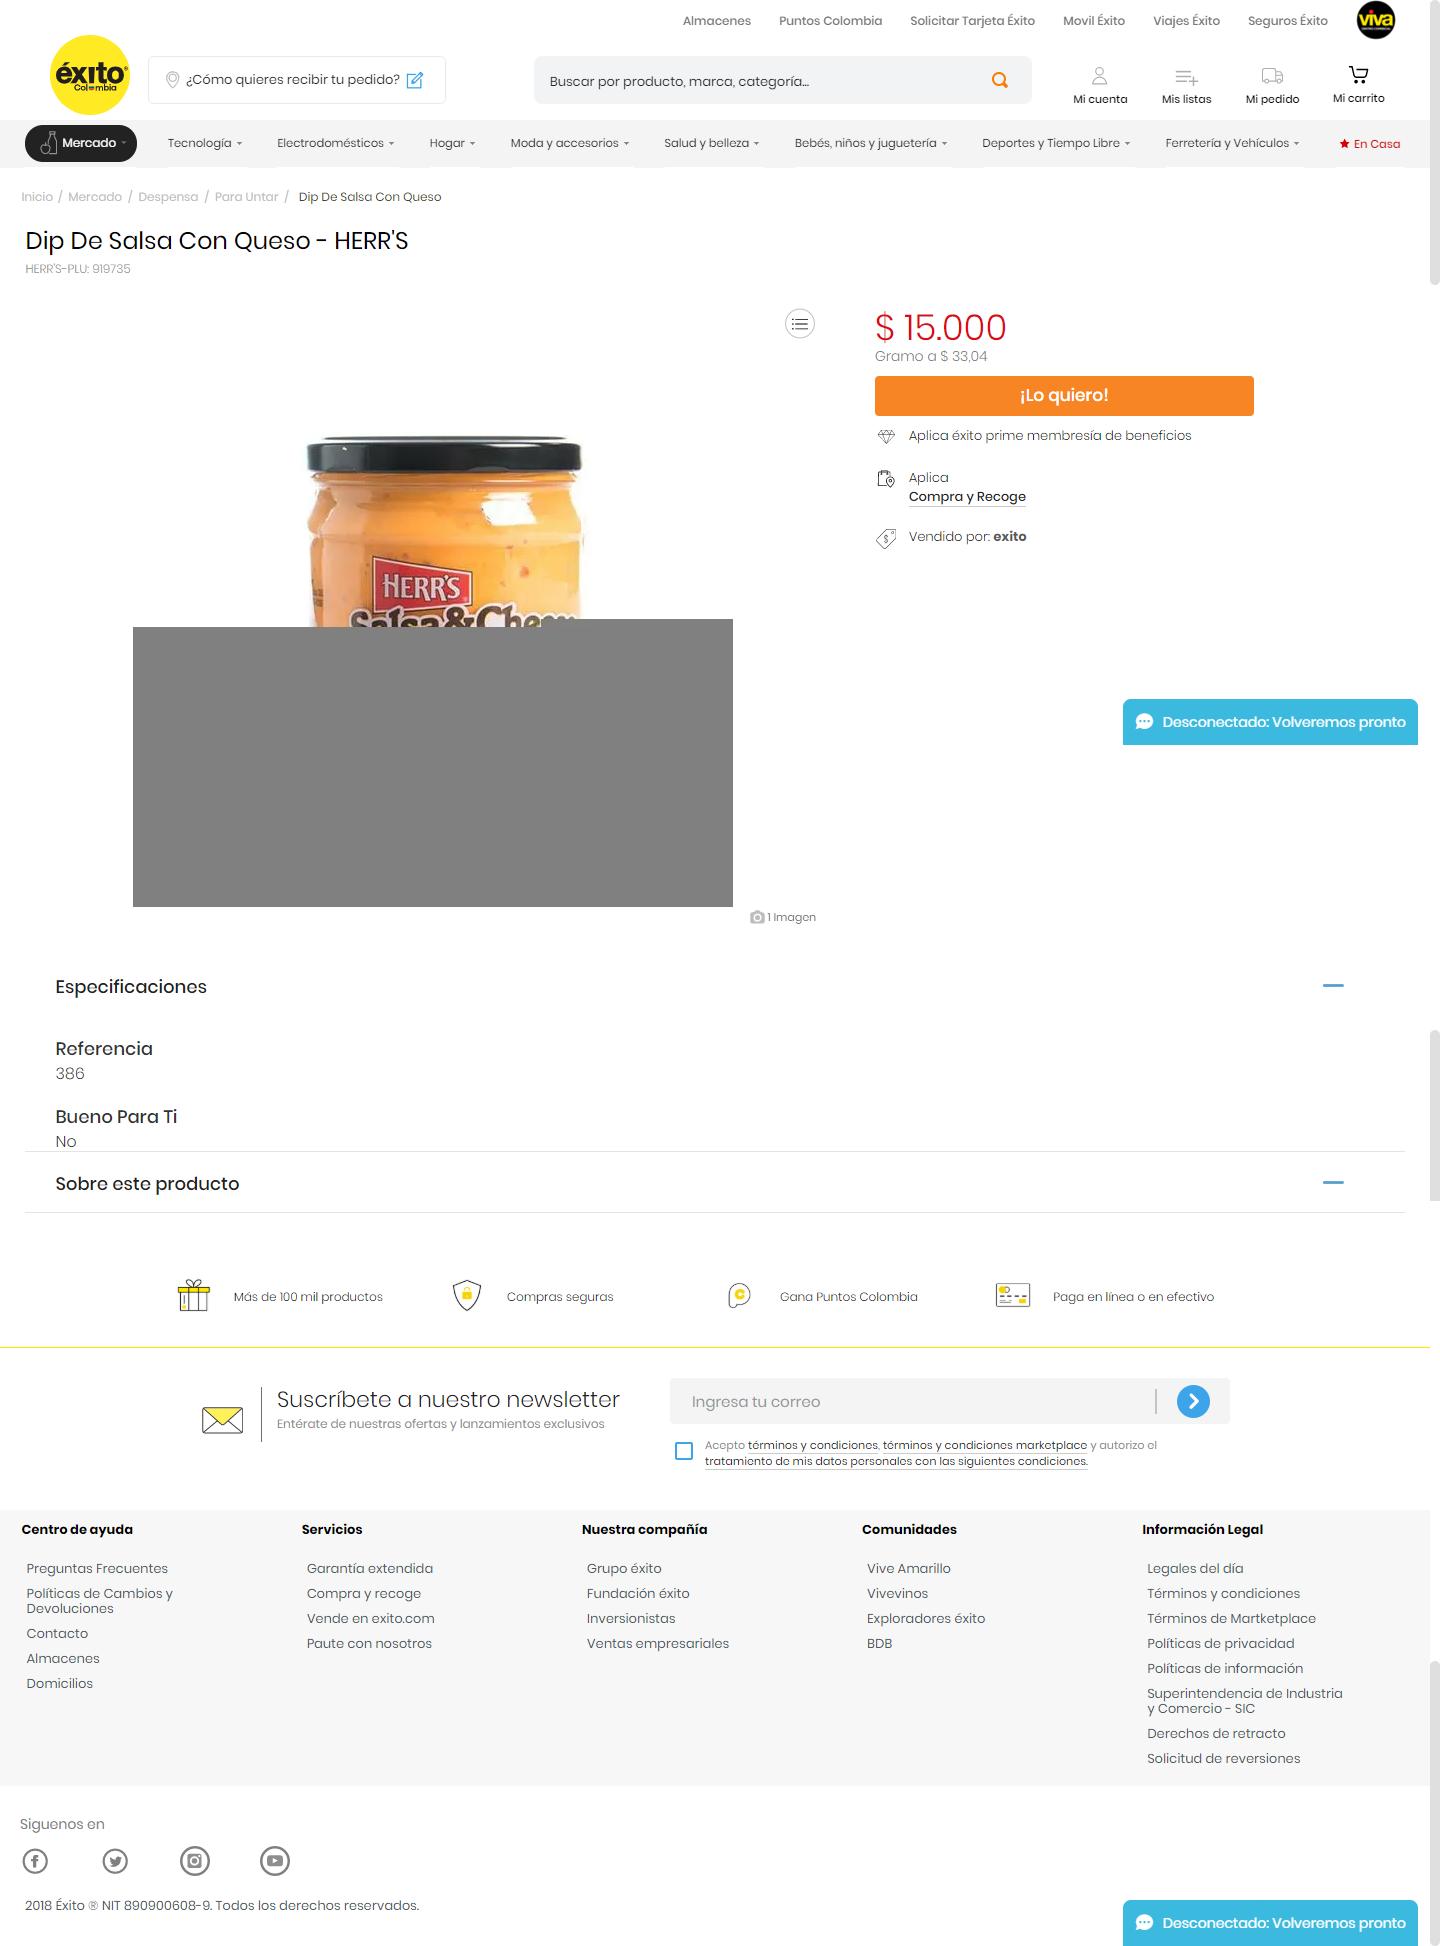 Almacenes
Puntos Colombia
Solicitar Tarjeta Éxito
Movil Éxito
Viajes Éxito
Seguros Éxito
viva
éxito
Colombia
¿Cómo quieres recibir tu pedido?
Buscar por producto, marca, categoría...
Mi cuenta
Mis listas
Mi pedido
Mi carrito
Mercado
Tecnología
Electrodomésticos
Hogar
Moda y accesorios
Salud y belleza
Bebés, niños y juguetería
Deportes y Tiempo Libre
Ferretería y Vehículos
En Casa
Inicio / Mercado / Despensa / Para Untar / Dip De Salsa Con Queso
Dip De Salsa Con Queso - HERR'S
HERR'S-PLU: 919735
$ 15.000
Gramo a $ 33,04
¡Lo quiero!
Aplica éxito prime membresía de beneficios
Aplica
Compra y Recoge
Vendido por: exito
HERR'S
Desconectado: Volveremos pronto
1 Imagen
Especificaciones
Referencia
386
Bueno Para Ti
No
Sobre este producto
Más de 100 mil productos
Compras seguras
Gana Puntos Colombia
Paga en línea o en efectivo
Suscríbete a nuestro newsletter
Entérate de nuestras ofertas y lanzamientos exclusivos
Ingresa tu correo
Acepto términos y condiciones, términos y condiciones marketplace y autorizo el
tratamiento de mis datos personales con las siguientes condiciones.
Centro de ayuda
Preguntas Frecuentes
Políticas de Cambios y
Devoluciones
Contacto
Almacenes
Domicilios
Servicios
Garantía extendida
Compra y recoge
Vende en exito.com
Paute con nosotros
Nuestra compañía
Grupo éxito
Fundación éxito
Inversionistas
Ventas empresariales
Comunidades
Vive Amarillo
Vivevinos
Exploradores éxito
BDB
Información Legal
Legales del día
Términos y condiciones
Términos de Martketplace
Políticas de privacidad
Políticas de información
Superintendencia de Industria
y Comercio - SIC
Derechos de retracto
Solicitud de reversiones
Siguenos en
2018 Éxito ® NIT 890900608-9. Todos los derechos reservados.
Desconectado: Volveremos pronto